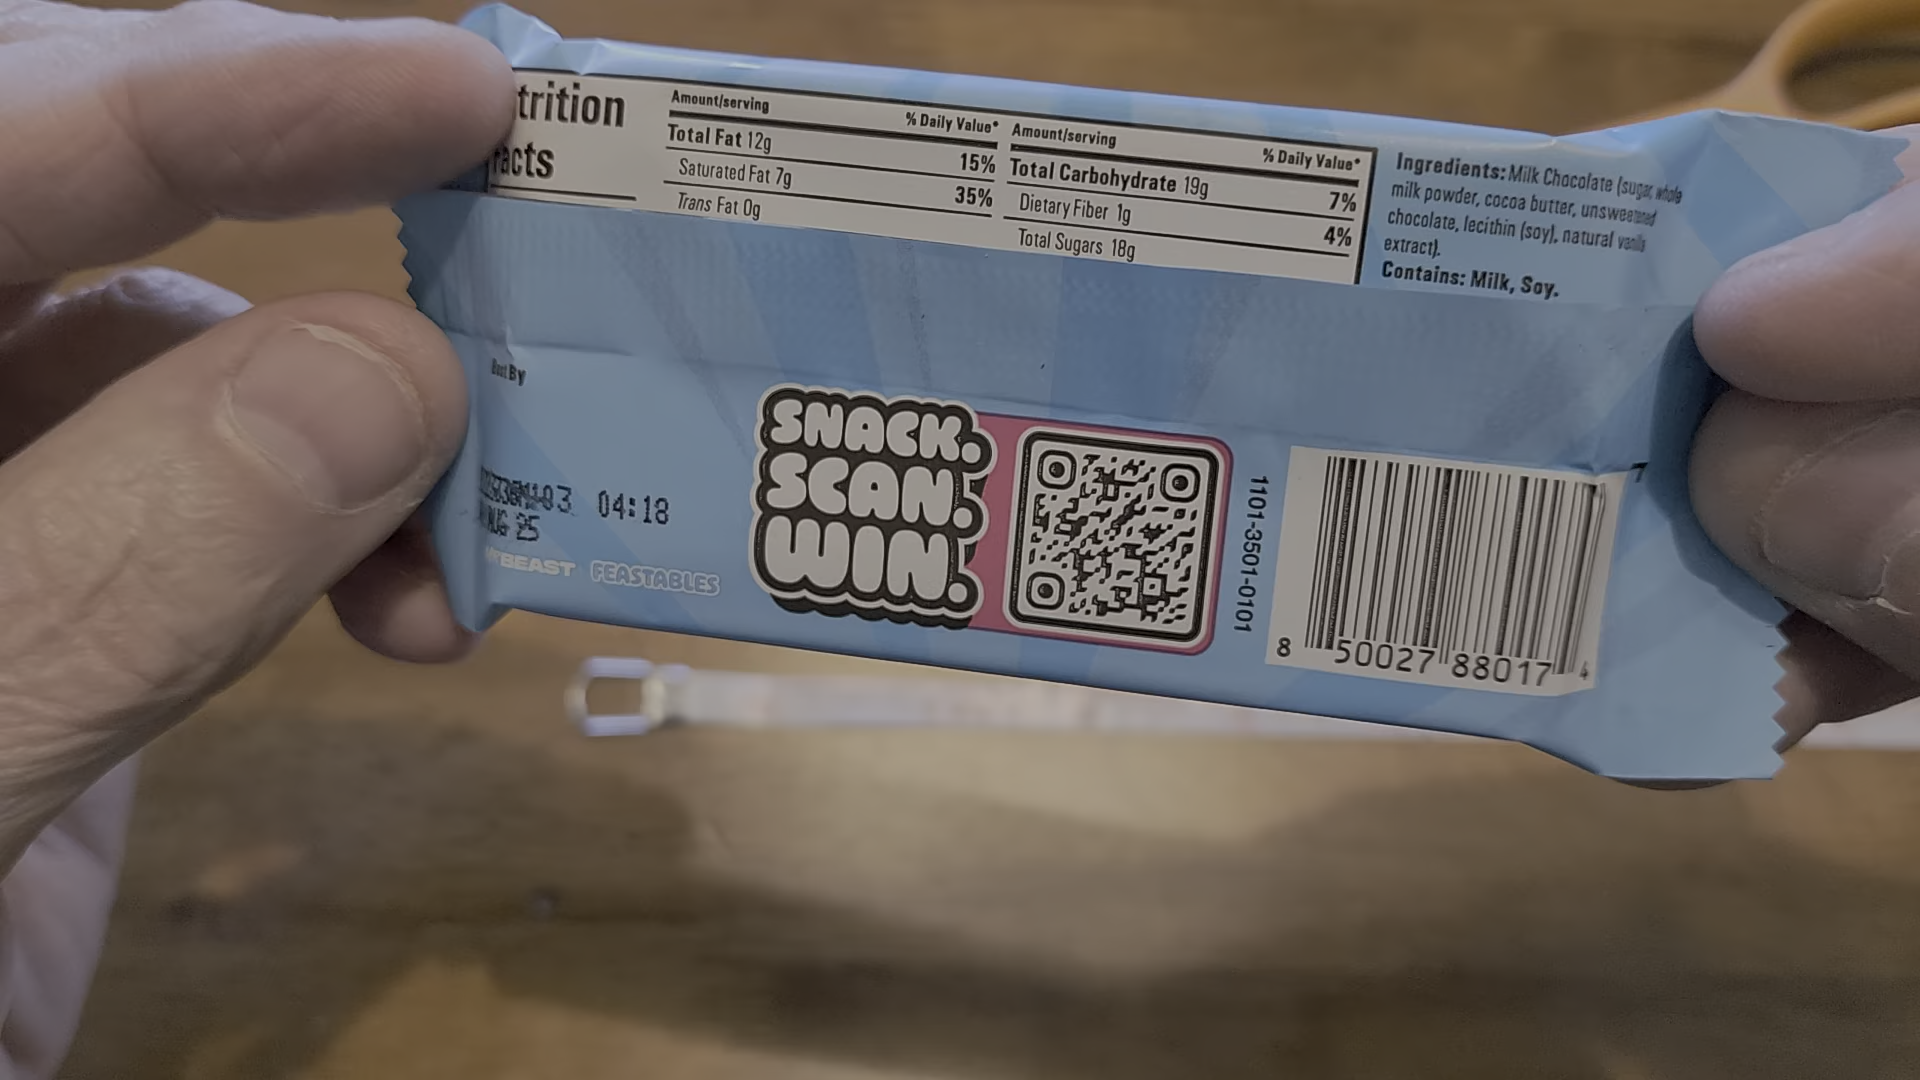 trition
acts
Amount/serving % Daily Value*
Total Fat 12g 15%
Saturated Fat 7g 35%
Trans Fat 0g
Amount/serving % Daily Value*
Total Carbohydrate 19g 7%
Dietary Fiber 1g 4%
Total Sugars 18g
Ingredients: Milk Chocolate (sugar, whole
milk powder, cocoa butter, unsweetened
chocolate, lecithin (soy), natural vanilla
extract).
Contains: Milk, Soy.
Best By
04:18
AUG 25
BEAST FEASTABLES
SNACK.
SCAN.
WIN.
1101-3501-0101
8 50027 88017 4